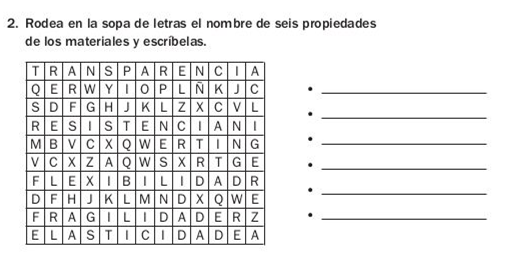 2. Rodea en la sopa de letras el nombre de seis propiedades
de los materiales y escríbelas.
T R A N S P A R E N C I A
Q E R W Y I O P L Ñ K J C
S D F G H J K L Z X C V L
R E S I S T E N C I A N I
M B V C X Q W E R T I N G
V C X Z A Q W S X R T G E
F L E X I B I L I D A D R
D F H J K L M N D X Q W E
F R A G I L I D A D E R Z
E L A S T I C I D A D E A